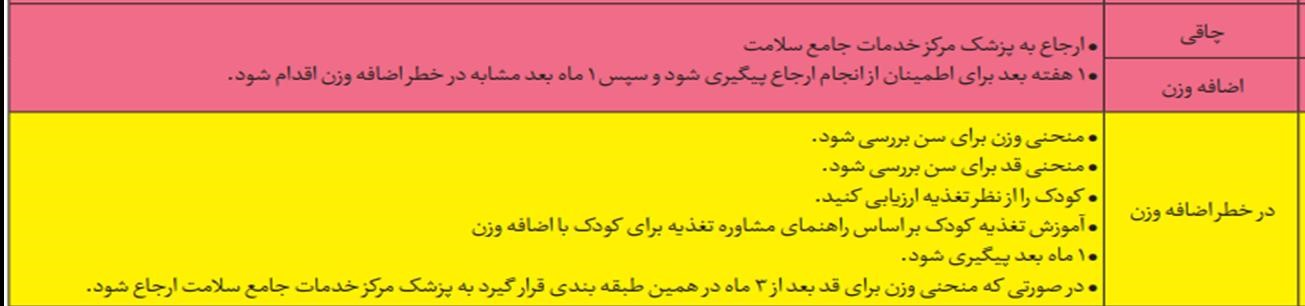 چاقی
اضافه وزن
• ارجاع به پزشک مرکز خدمات جامع سلامت
• ۱ هفته بعد برای اطمینان از انجام ارجاع پیگیری شود و سپس ۱ ماه بعد مشابه در خطر اضافه وزن اقدام شود.
در خطر اضافه وزن
• منحنی وزن برای سن بررسی شود.
• منحنی قد برای سن بررسی شود.
• کودک را از نظر تغذیه ارزیابی کنید.
• آموزش تغذیه کودک بر اساس راهنمای مشاوره تغذیه برای کودک با اضافه وزن
• ۱ ماه بعد پیگیری شود.
• در صورتی که منحنی وزن برای قد بعد از ۳ ماه در همین طبقه بندی قرار گیرد به پزشک مرکز خدمات جامع سلامت ارجاع شود.